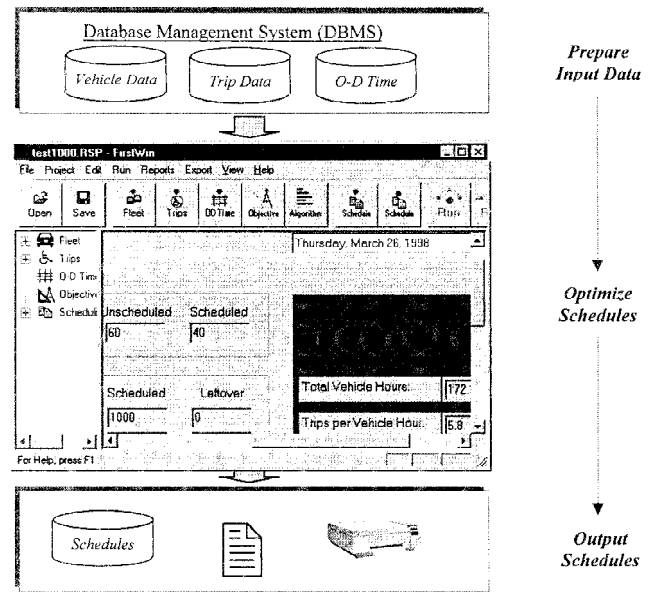 Database Management System (DBMS)
Vehicle Data
Trip Data
O-D Time
Prepare
Input Data
test1000.RSP - FirstWin
File Project Edit Run Reports Export View Help
Open Save Fleet Trips OD Time Objective Algorithm Schedule Schedule Run
Fleet
Trips
O-D Time
Objective
Schedul
Thursday, March 26, 1998
Unscheduled Scheduled
60 40
Scheduled Leftover
1000 0
Total Vehicle Hours: 172
Trips per Vehicle Hour: 5.8
For Help, press F1
Optimize
Schedules
Schedules
Output
Schedules